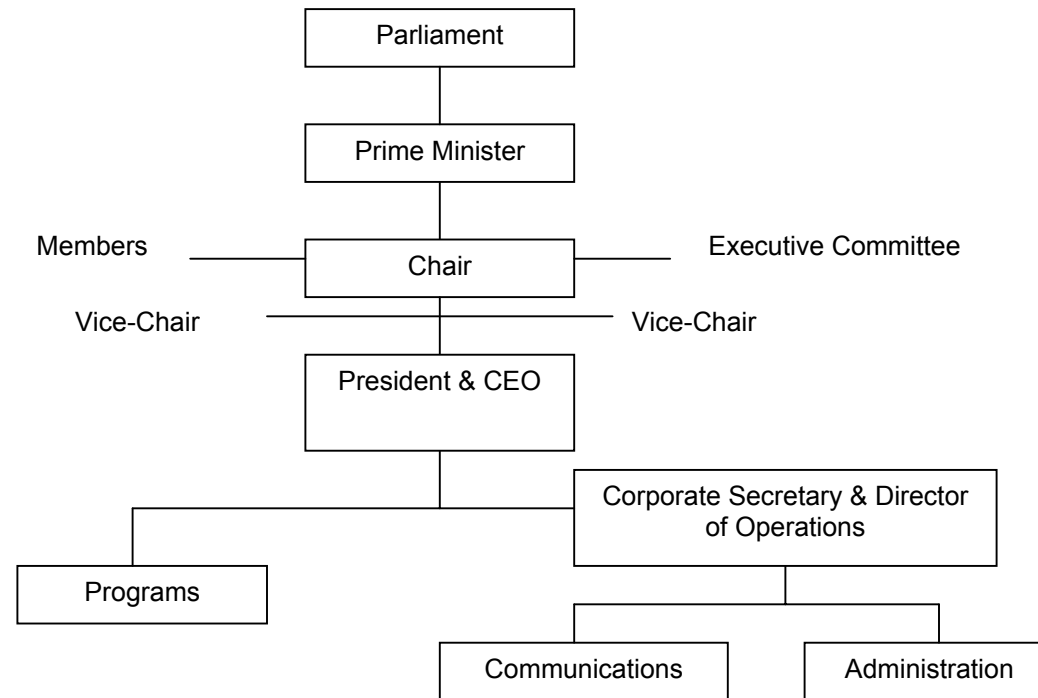 Parliament
Prime Minister
Members
Executive Committee
Chair
Vice-Chair
Vice-Chair
President & CEO
Corporate Secretary & Director
of Operations
Programs
Communications
Administration